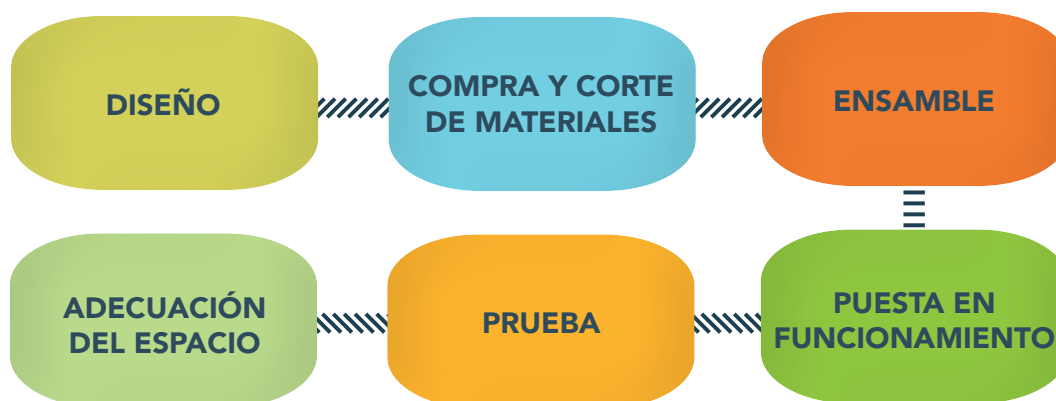 DISEÑO
COMPRA Y CORTE
DE MATERIALES
ENSAMBLE
ADECUACIÓN
DEL ESPACIO
PRUEBA
PUESTA EN
FUNCIONAMIENTO